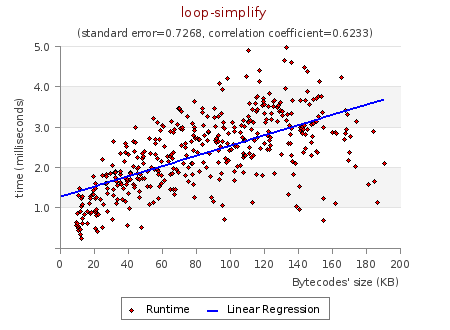 loop-simplify
(standard error=0.7268, correlation coefficient=0.6233)
5.0
4.0
3.0
2.0
1.0
time (milliseconds)
0 20 40 60 80 100 120 140 160 180 200
Bytecodes' size (KB)
Runtime Linear Regression